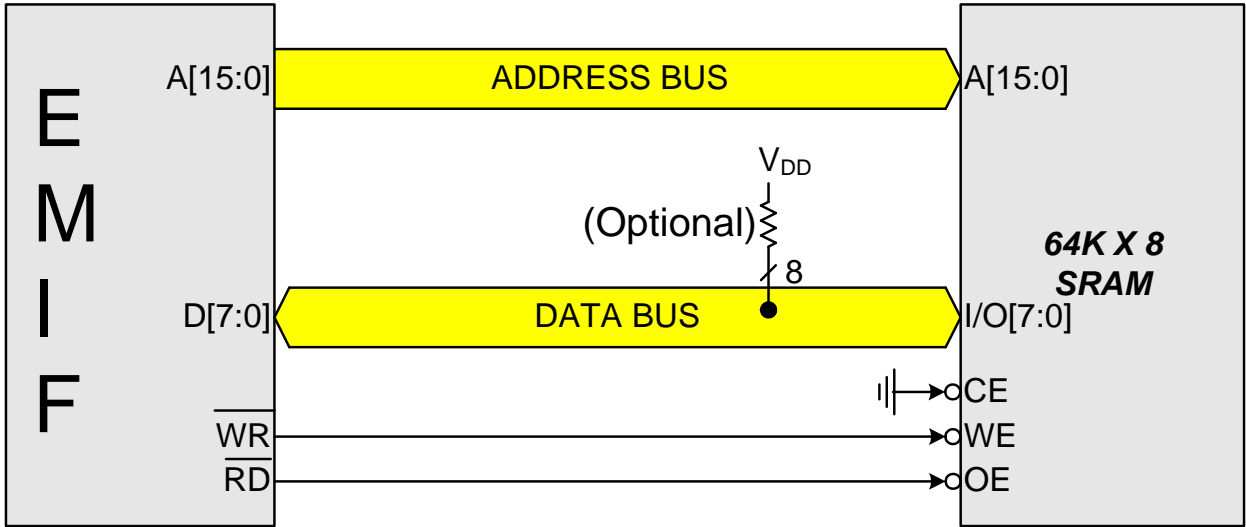 EMIF
A[15:0]
ADDRESS BUS
A[15:0]
VDD
(Optional)
8
64K X 8
SRAM
D[7:0]
DATA BUS
I/O[7:0]
CE
WR
WE
RD
OE